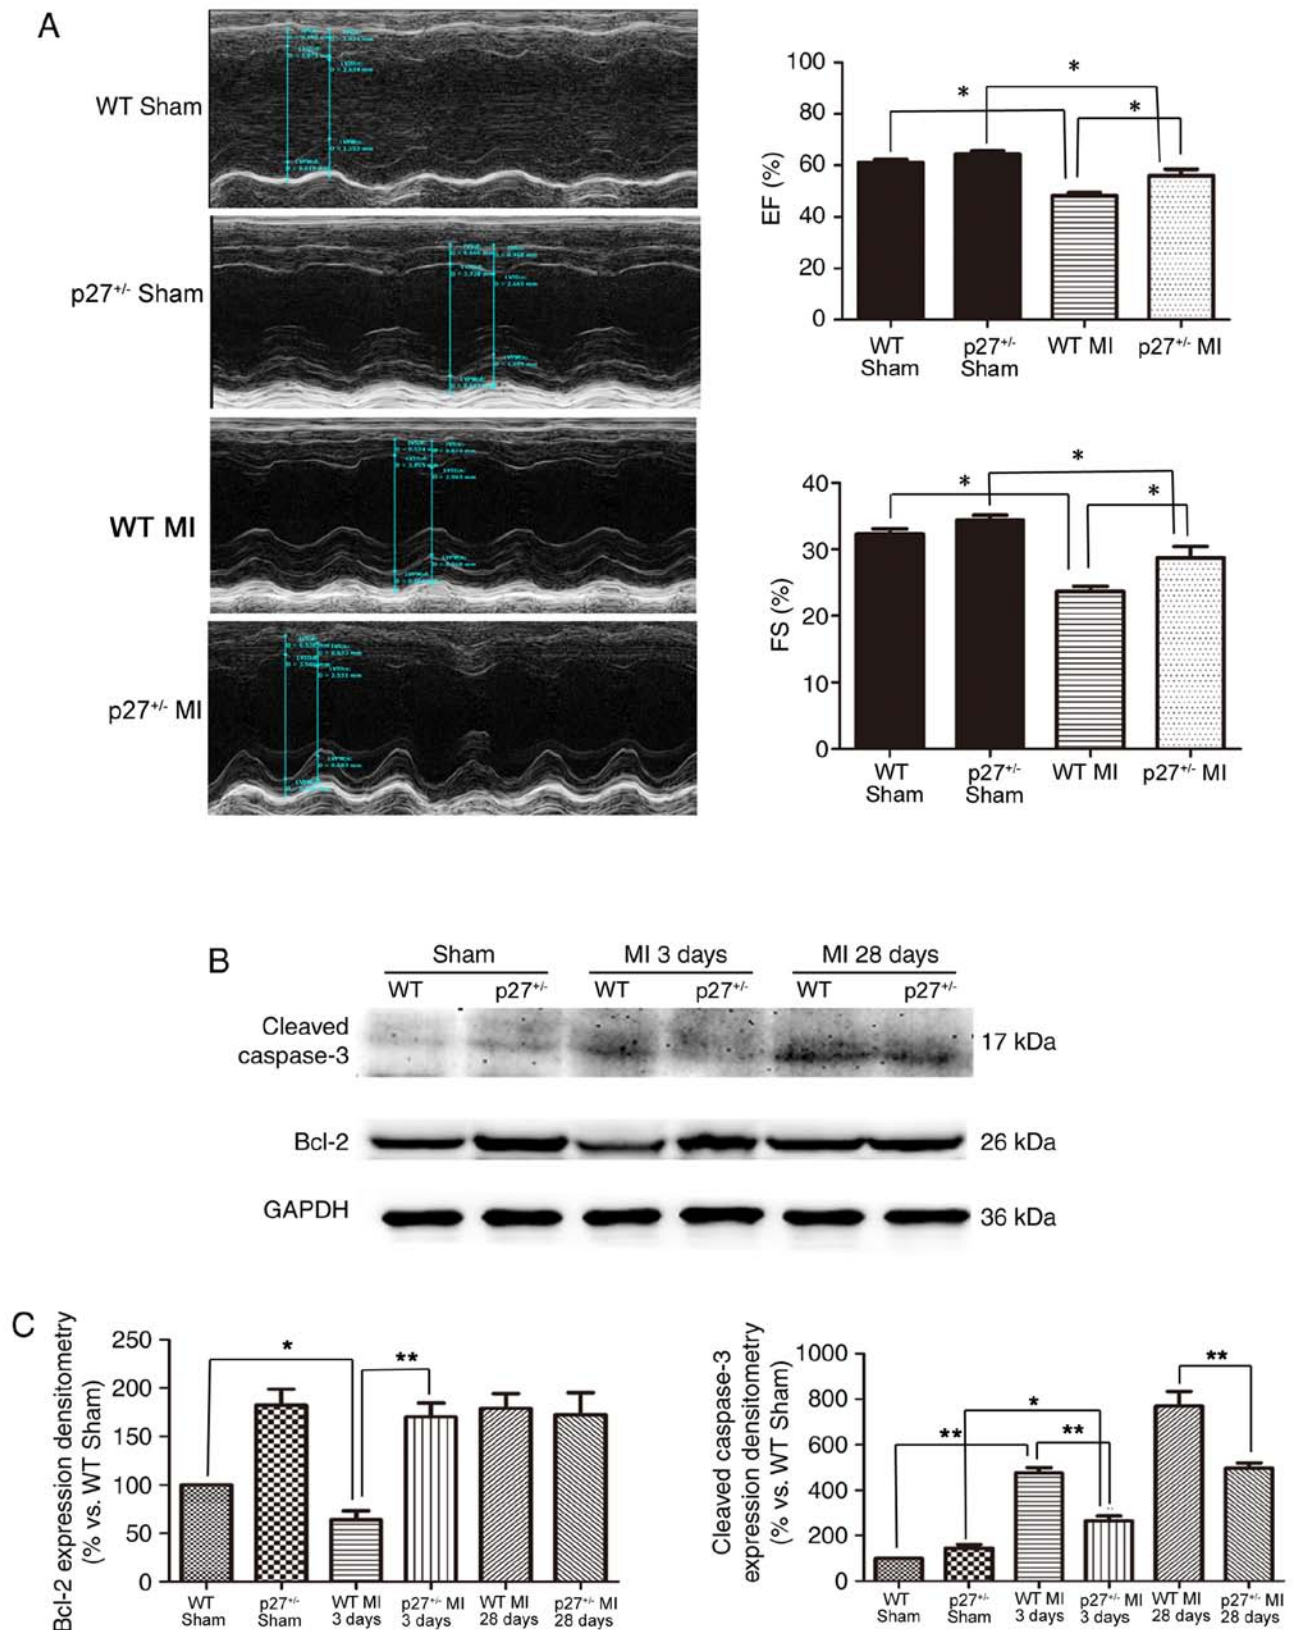 A
WT Sham
p27+/- Sham
WT MI
p27+/- MI
EF (%)
100
80
60
40
20
0
*
*
*
WT
Sham
p27+/-
Sham
WT MI
p27+/- MI
FS (%)
40
30
20
10
0
*
*
*
WT
Sham
p27+/-
Sham
WT MI
p27+/- MI
B
Sham
MI 3 days
MI 28 days
WT
p27+/-
WT
p27+/-
WT
p27+/-
Cleaved
caspase-3
17 kDa
Bcl-2
26 kDa
GAPDH
36 kDa
C
Bcl-2 expression densitometry
(% vs. WT Sham)
250
200
150
100
50
0
*
**
WT
Sham
p27+/-
Sham
WT MI
3 days
p27+/- MI
3 days
WT MI
28 days
p27+/- MI
28 days
Cleaved caspase-3
expression densitometry
(% vs. WT Sham)
1000
800
600
400
200
0
**
*
**
**
WT
Sham
p27+/-
Sham
WT MI
3 days
p27+/- MI
3 days
WT MI
28 days
p27+/- MI
28 days